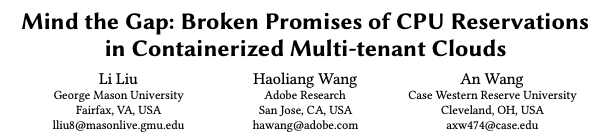 Mind the Gap: Broken Promises of CPU Reservations
in Containerized Multi-tenant Clouds
Li Liu
George Mason University
Fairfax, VA, USA
lliu8@masonlive.gmu.edu
Haoliang Wang
Adobe Research
San Jose, CA, USA
hawang@adobe.com
An Wang
Case Western Reserve University
Cleveland, OH, USA
axw474@case.edu